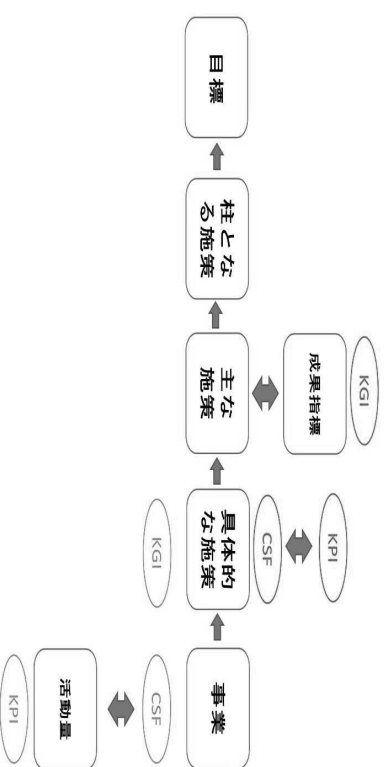 KGI
KPI
成果指標
CSF
目標
柱とな
る施策
主な
施策
具体的
な施策
事業
KGI
CSF
活動量
KPI